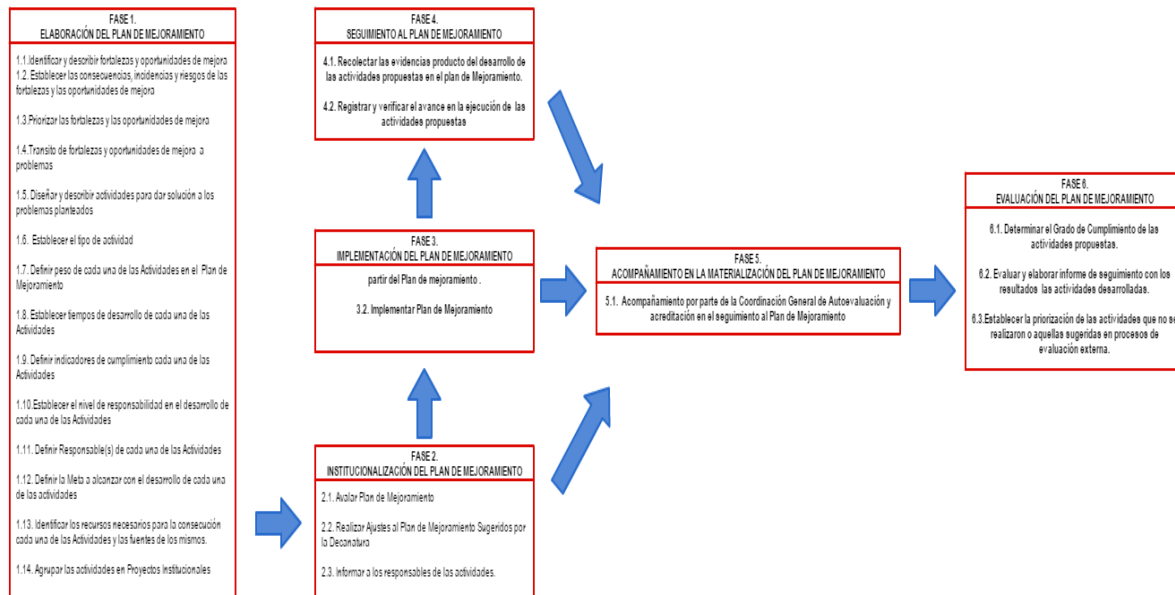 FASE 1.
ELABORACIÓN DEL PLAN DE MEJORAMIENTO
1.1.Identificar y describir fortalezas y oportunidades de mejora
1.2. Establecer las consecuencias, incidencias y riesgos de las
fortalezas y las oportunidades de mejora
1.3.Priorizar las fortalezas y las oportunidades de mejora
1.4.Transito de fortalezas y oportunidades de mejora a
problemas
1.5. Diseñar y describir actividades para dar solución a los
problemas planteados
1.6. Establecer el tipo de actividad
1.7. Definir peso de cada una de las Actividades en el Plan de
Mejoramiento
1.8. Establecer tiempos de desarrollo de cada una de las
Actividades
1.9. Definir indicadores de cumplimiento cada una de las
Actividades
1.10.Establecer el nivel de responsabilidad en el desarrollo de
cada una de las Actividades
1.11. Definir Responsable(s) de cada una de las Actividades
1.12. Definir la Meta a alcanzar con el desarrollo de cada una
de las actividades
1.13. Identificar los recursos necesarios para la consecución
cada una de las Actividades y las fuentes de los mismos.
1.14. Agrupar las actividades en Proyectos Institucionales
FASE 2.
INSTITUCIONALIZACIÓN DEL PLAN DE MEJORAMIENTO
2.1. Avalar Plan de Mejoramiento
2.2. Realizar Ajustes al Plan de Mejoramiento Sugeridos por
la Decanatura
2.3. Informar a los responsables de las actividades.
FASE 3.
IMPLEMENTACIÓN DEL PLAN DE MEJORAMIENTO
partir del Plan de mejoramiento .
3.2. Implementar Plan de Mejoramiento
FASE 4.
SEGUIMIENTO AL PLAN DE MEJORAMIENTO
4.1. Recolectar las evidencias producto del desarrollo de
las actividades propuestas en el plan de Mejoramiento.
4.2. Registrar y verificar el avance en la ejecución de las
actividades propuestas
FASE 5.
ACOMPAÑAMIENTO EN LA MATERIALIZACIÓN DEL PLAN DE MEJORAMIENTO
5.1. Acompañamiento por parte de la Coordinación General de Autoevaluación y
acreditación en el seguimiento al Plan de Mejoramiento
FASE 6.
EVALUACIÓN DEL PLAN DE MEJORAMIENTO
6.1. Determinar el Grado de Cumplimiento de las
actividades propuestas.
6.2. Evaluar y elaborar informe de seguimiento con los
resultados las actividades desarrolladas.
6.3.Establecer la priorización de las actividades que no se
realizaron o aquellas sugeridas en procesos de
evaluación externa.